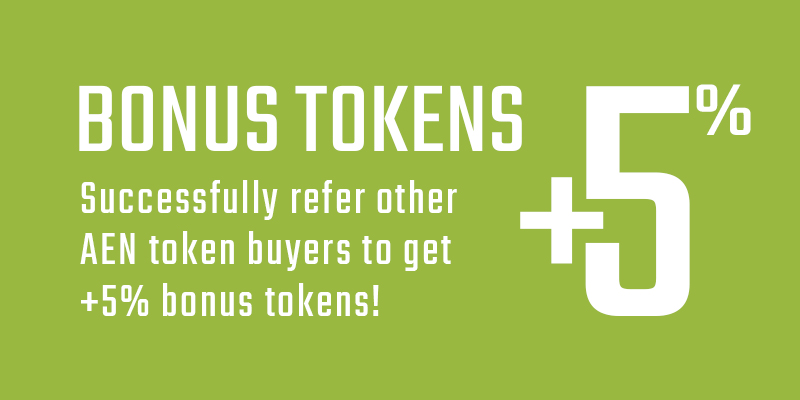 BONUS TOKENS
Successfully refer other
AEN token buyers to get
+5% bonus tokens!
+5%